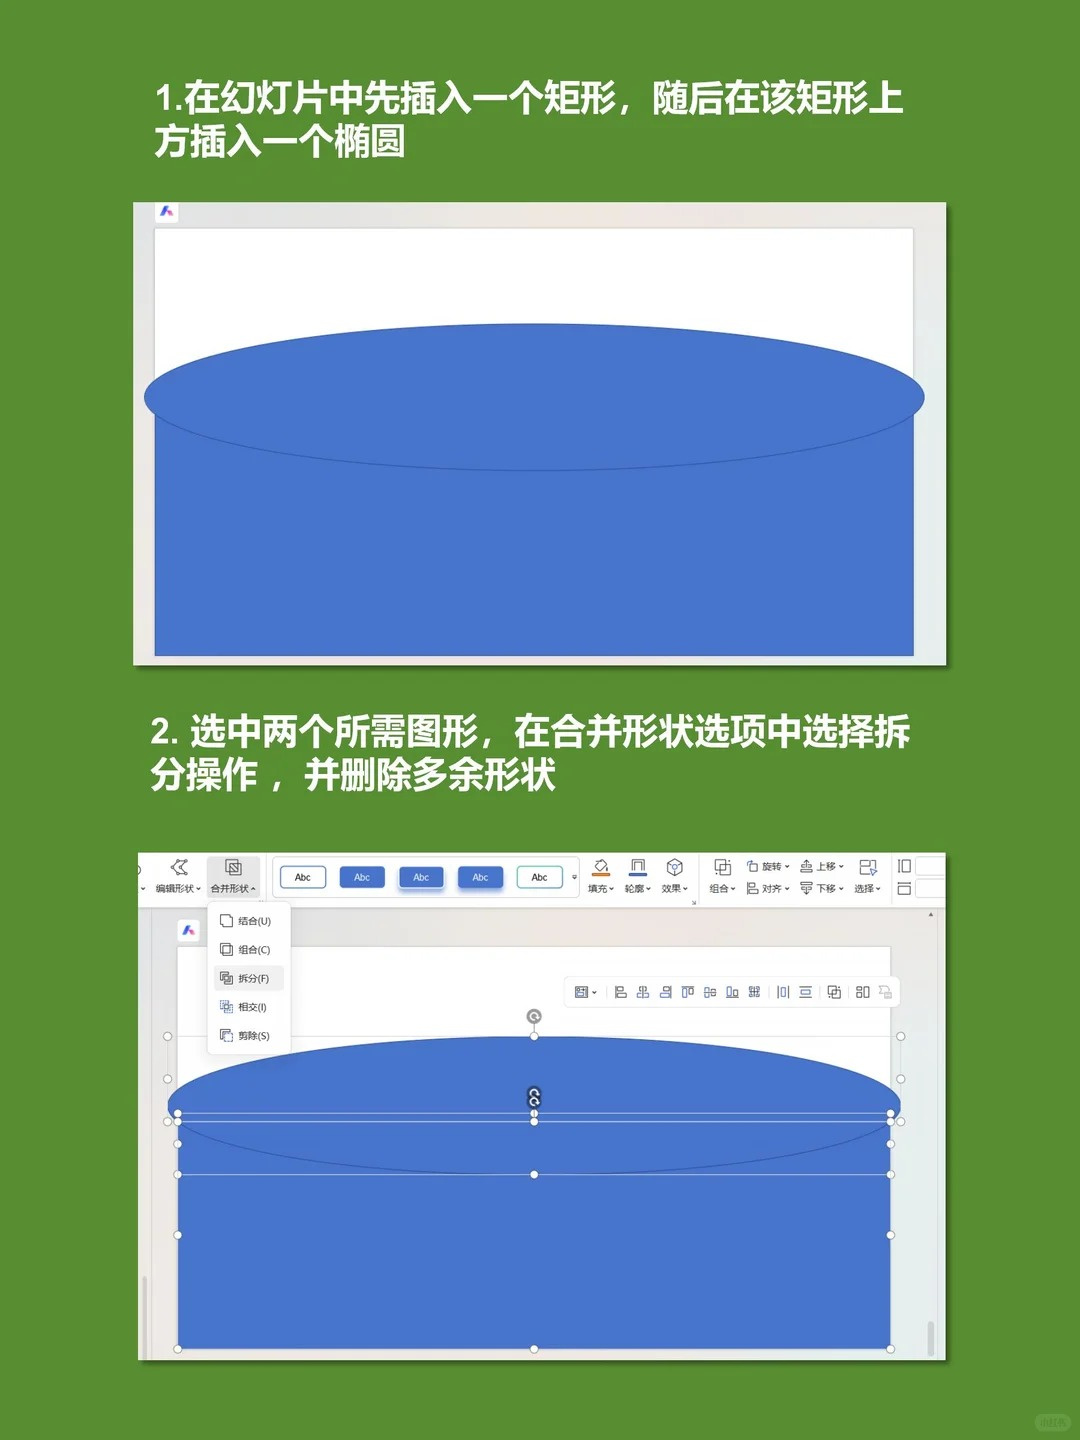 1.在幻灯片中先插入一个矩形，随后在该矩形上
方插入一个椭圆
2. 选中两个所需图形，在合并形状选项中选择拆
分操作 ，并删除多余形状
编辑形状
合并形状
Abc
Abc
Abc
Abc
Abc
填充
轮廓
效果
组合
旋转
对齐
上移
下移
选择
结合(U)
组合(C)
拆分(F)
相交(I)
剪除(S)
小红书